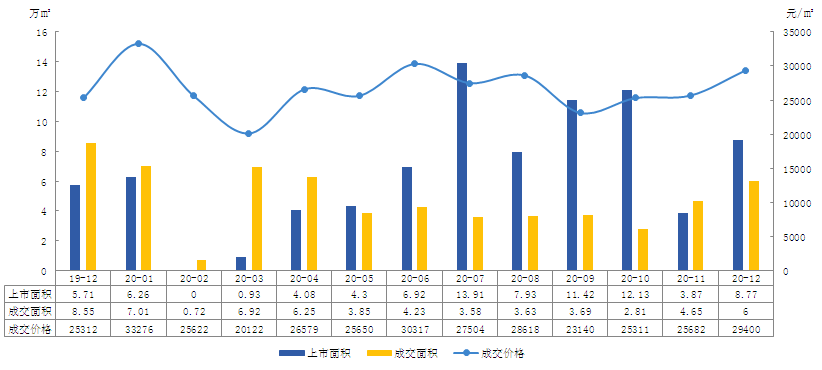 万㎡ 元/㎡
16 35000
14 30000
12 25000
10 20000
8 15000
6 10000
4 5000
2 0
0
19-12 20-01 20-02 20-03 20-04 20-05 20-06 20-07 20-08 20-09 20-10 20-11 20-12
上市面积 5.71 6.26 0 0.93 4.08 4.3 6.92 13.91 7.93 11.42 12.13 3.87 8.77
成交面积 8.55 7.01 0.72 6.92 6.25 3.85 4.23 3.58 3.63 3.69 2.81 4.65 6
成交价格 25312 33276 25622 20122 26579 25650 30317 27504 28618 23140 25311 25682 29400
上市面积 成交面积 成交价格